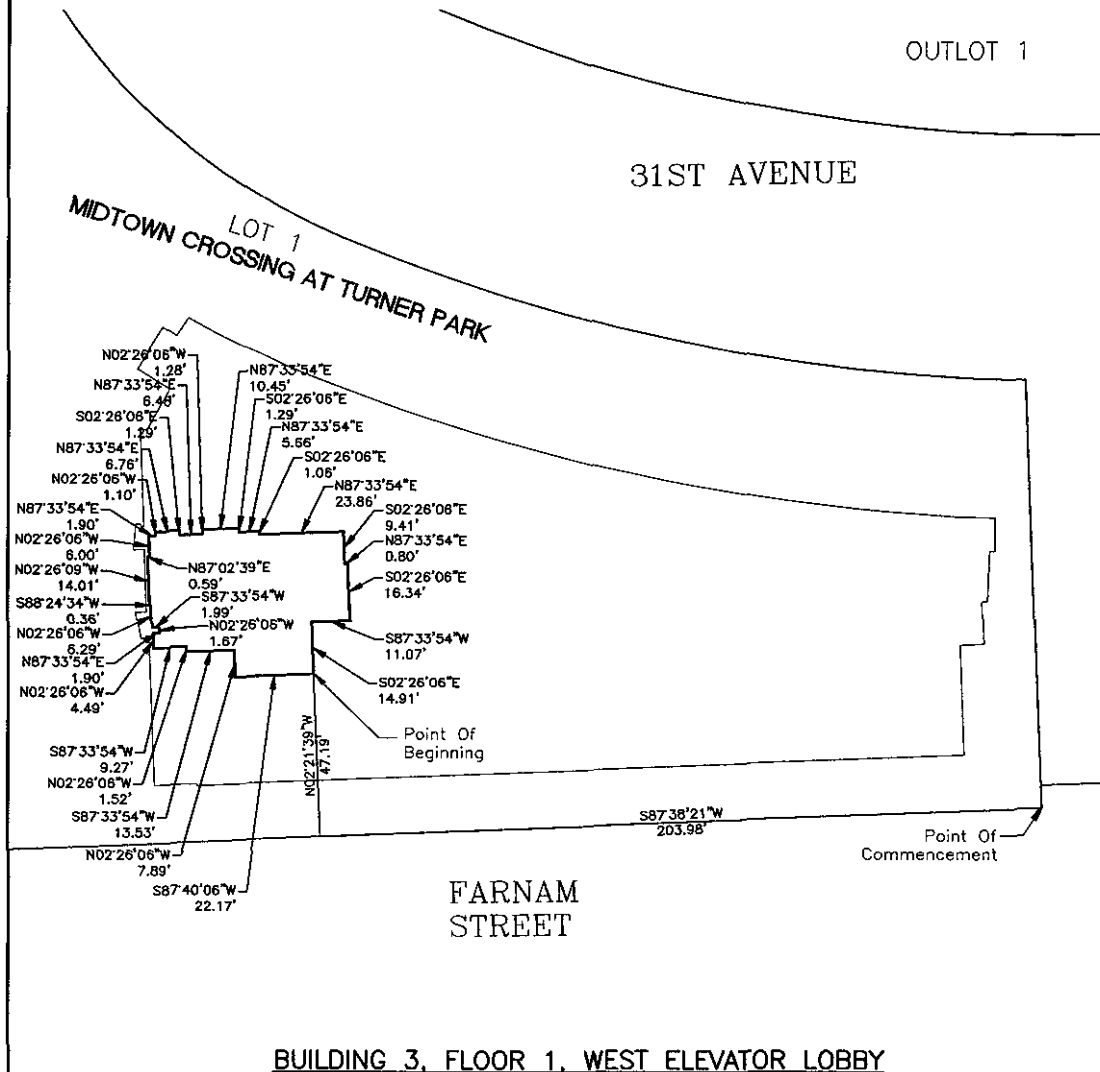 OUTLOT 1
31ST AVENUE
LOT 1
MIDTOWN CROSSING AT TURNER PARK
N02°26'06"W
1.28'
N87°33'54"E
6.48'
S02°26'06"E
1.29'
N87°33'54"E
6.76'
N02°26'06"W
1.10'
N87°33'54"E
1.90'
N02°26'06"W
6.00'
N02°26'09"W
14.01'
S88°24'34"W
0.36'
N02°26'06"W
6.29'
N87°33'54"E
1.90'
N02°26'06"W
4.49'
N87°33'54"E
10.45'
S02°26'06"E
1.29'
N87°33'54"E
5.66'
S02°26'06"E
1.06'
N87°33'54"E
23.86'
S02°26'06"E
9.41'
N87°33'54"E
0.80'
S02°26'06"E
16.34'
S87°33'54"W
11.07'
S02°26'06"E
14.91'
N87°02'39"E
0.59'
S87°33'54"W
1.99'
N02°26'06"W
1.67'
Point Of
Beginning
N02°21'39"W
47.19'
S87°33'54"W
9.27'
N02°26'06"W
1.52'
S87°33'54"W
13.53'
N02°26'06"W
7.89'
S87°40'06"W
22.17'
S87°38'21"W
203.98'
Point Of
Commencement
FARNAM
STREET
BUILDING 3, FLOOR 1, WEST ELEVATOR LOBBY